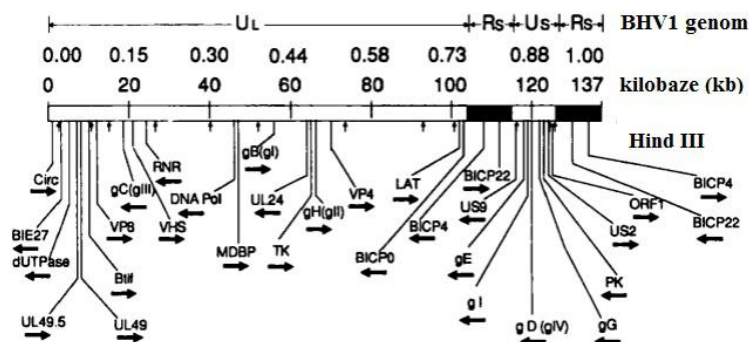 UL RS US RS BHV1 genom
0.00 0.15 0.30 0.44 0.58 0.73 0.88 1.00
0 20 40 60 80 100 120 137 kilobaze (kb)
Hind III
RNR gB(gI)
Circ gC(gIII) DNA Pol UL24 VP4 LAT BICP22 BICP4
BIE27 VP8 VHS gH(gII) US9 ORF1
dUTPase MDBP TK BICP0 BICP4 US2 BICP22
Btif gE PK
UL49.5 UL49 gI gD(gIV) gG